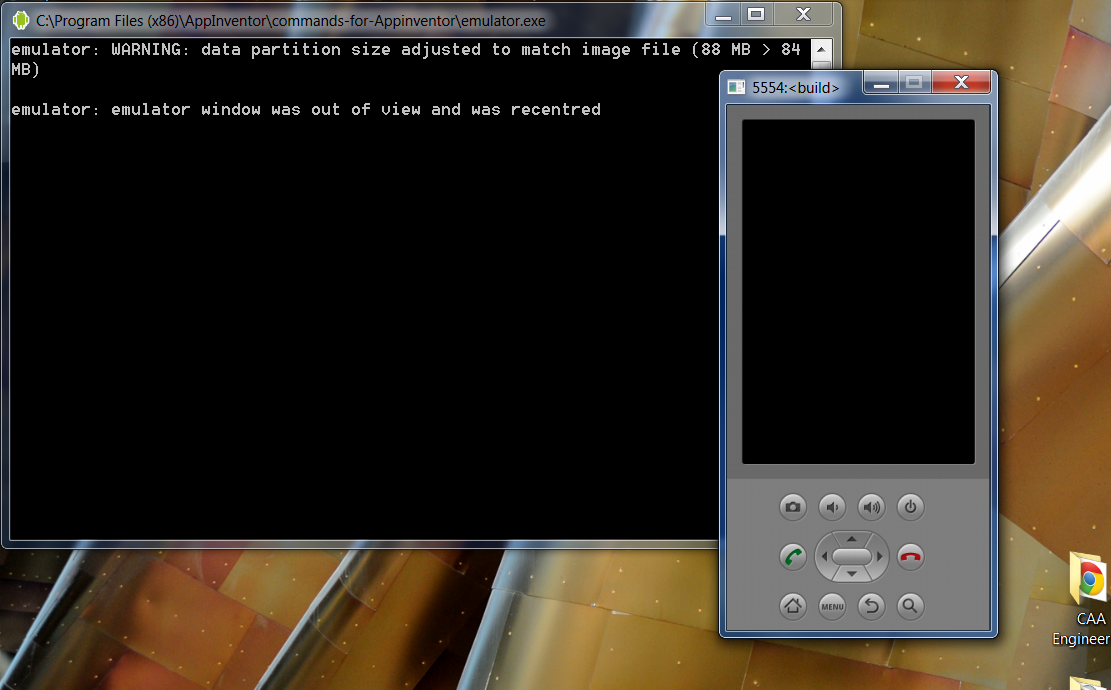 C:\Program Files (x86)\AppInventor\commands-for-Appinventor\emulator.exe
emulator: WARNING: data partition size adjusted to match image file (88 MB > 84
MB)
emulator: emulator window was out of view and was recentred
5554:<build>
MENU
CAA
Engineer